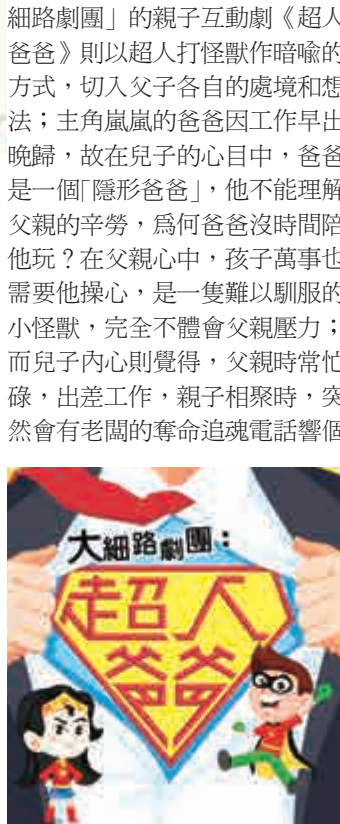 細路劇團」的親子互動劇《超人
爸爸》則以超人打怪獸作暗喻的
方式，切入父子各自的處境和想
法；主角嵐嵐的爸爸因工作早出
晚歸，故在兒子的心目中，爸爸
是一個「隱形爸爸」，他不能理解
父親的辛勞，爲何爸爸沒時間陪
他玩？在父親心中，孩子萬事也
需要他操心，是一隻難以馴服的
小怪獸，完全不體會父親壓力；
而兒子內心則覺得，父親時常忙
碌，出差工作，親子相聚時，突
然會有老闆的奪命追魂電話響個
大細路劇團：
超人
爸爸